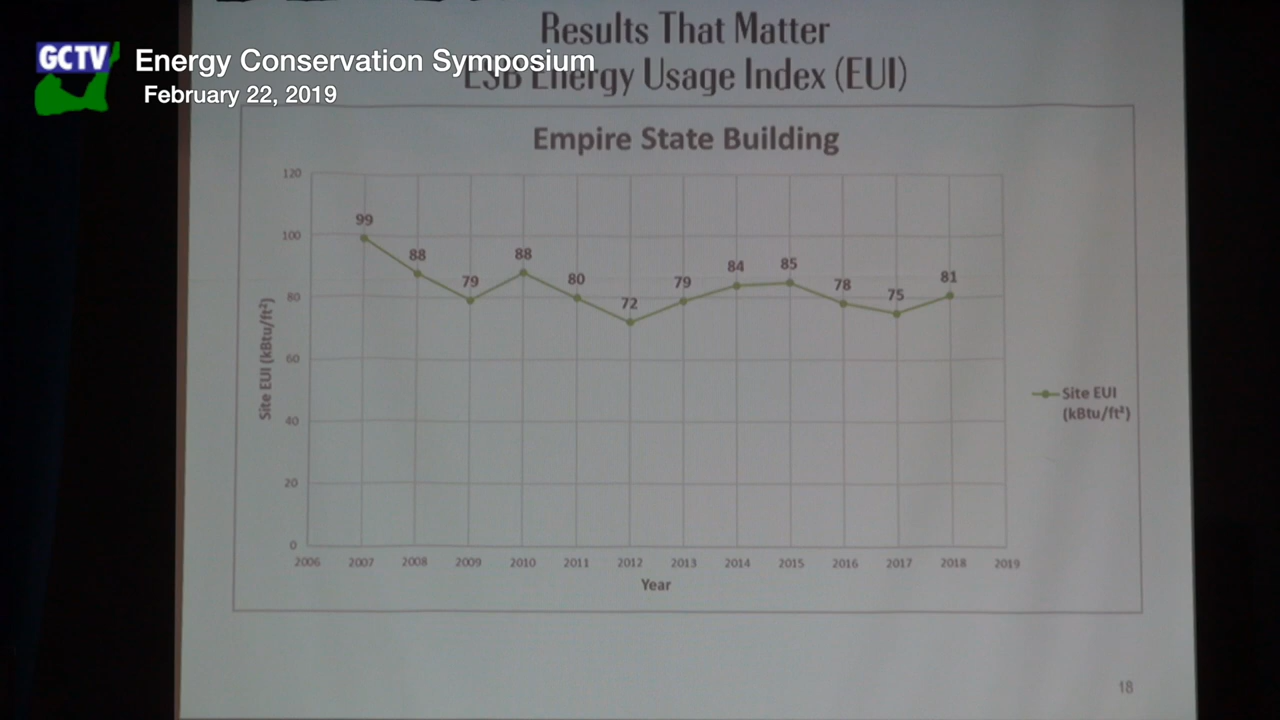 Results That Matter
ESB Energy Usage Index (EUI)
GCTV
Energy Conservation Symposium
February 22, 2019
Empire State Building
120
100
80
60
40
20
0
99
88
79
88
80
72
79
84
85
78
75
81
Site EUI (kBtu/ft²)
2006 2007 2008 2009 2010 2011 2012 2013 2014 2015 2016 2017 2018 2019
Year
Site EUI
(kBtu/ft²)
18